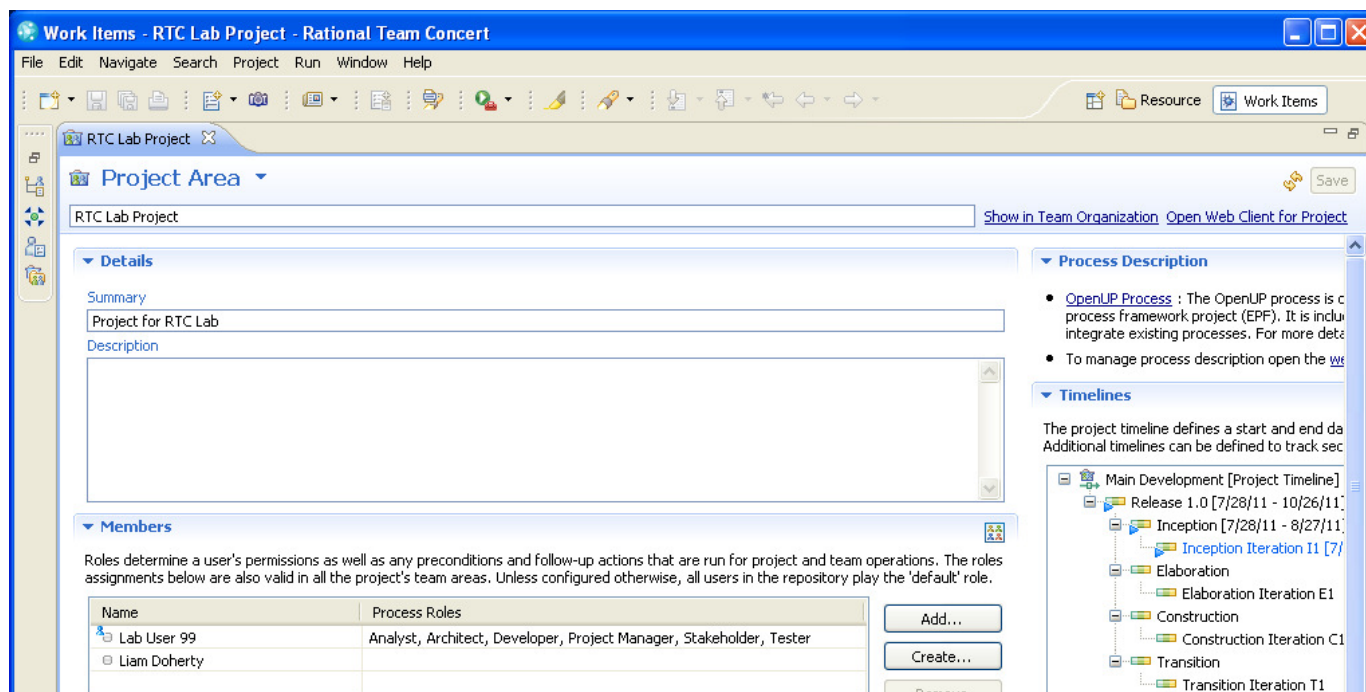 Work Items - RTC Lab Project - Rational Team Concert
File Edit Navigate Search Project Run Window Help
Resource Work Items
RTC Lab Project
Project Area
Save
RTC Lab Project
Show in Team Organization Open Web Client for Project
Details
Summary
Project for RTC Lab
Description
Members
Roles determine a user's permissions as well as any preconditions and follow-up actions that are run for project and team operations. The roles
assignments below are also valid in all the project's team areas. Unless configured otherwise, all users in the repository play the 'default' role.
Name Process Roles
Lab User 99 Analyst, Architect, Developer, Project Manager, Stakeholder, Tester
Liam Doherty
Add...
Create...
Process Description
OpenUP Process : The OpenUP process is
process framework project (EPF). It is
integrate existing processes. For more
To manage process description open the
Timelines
The project timeline defines a start and end
Additional timelines can be defined to track
Main Development [Project Timeline]
Release 1.0 [7/28/11 - 10/26/11]
Inception [7/28/11 - 8/27/11]
Inception Iteration I1 [7/
Elaboration
Elaboration Iteration E1
Construction
Construction Iteration C1
Transition
Transition Iteration T1